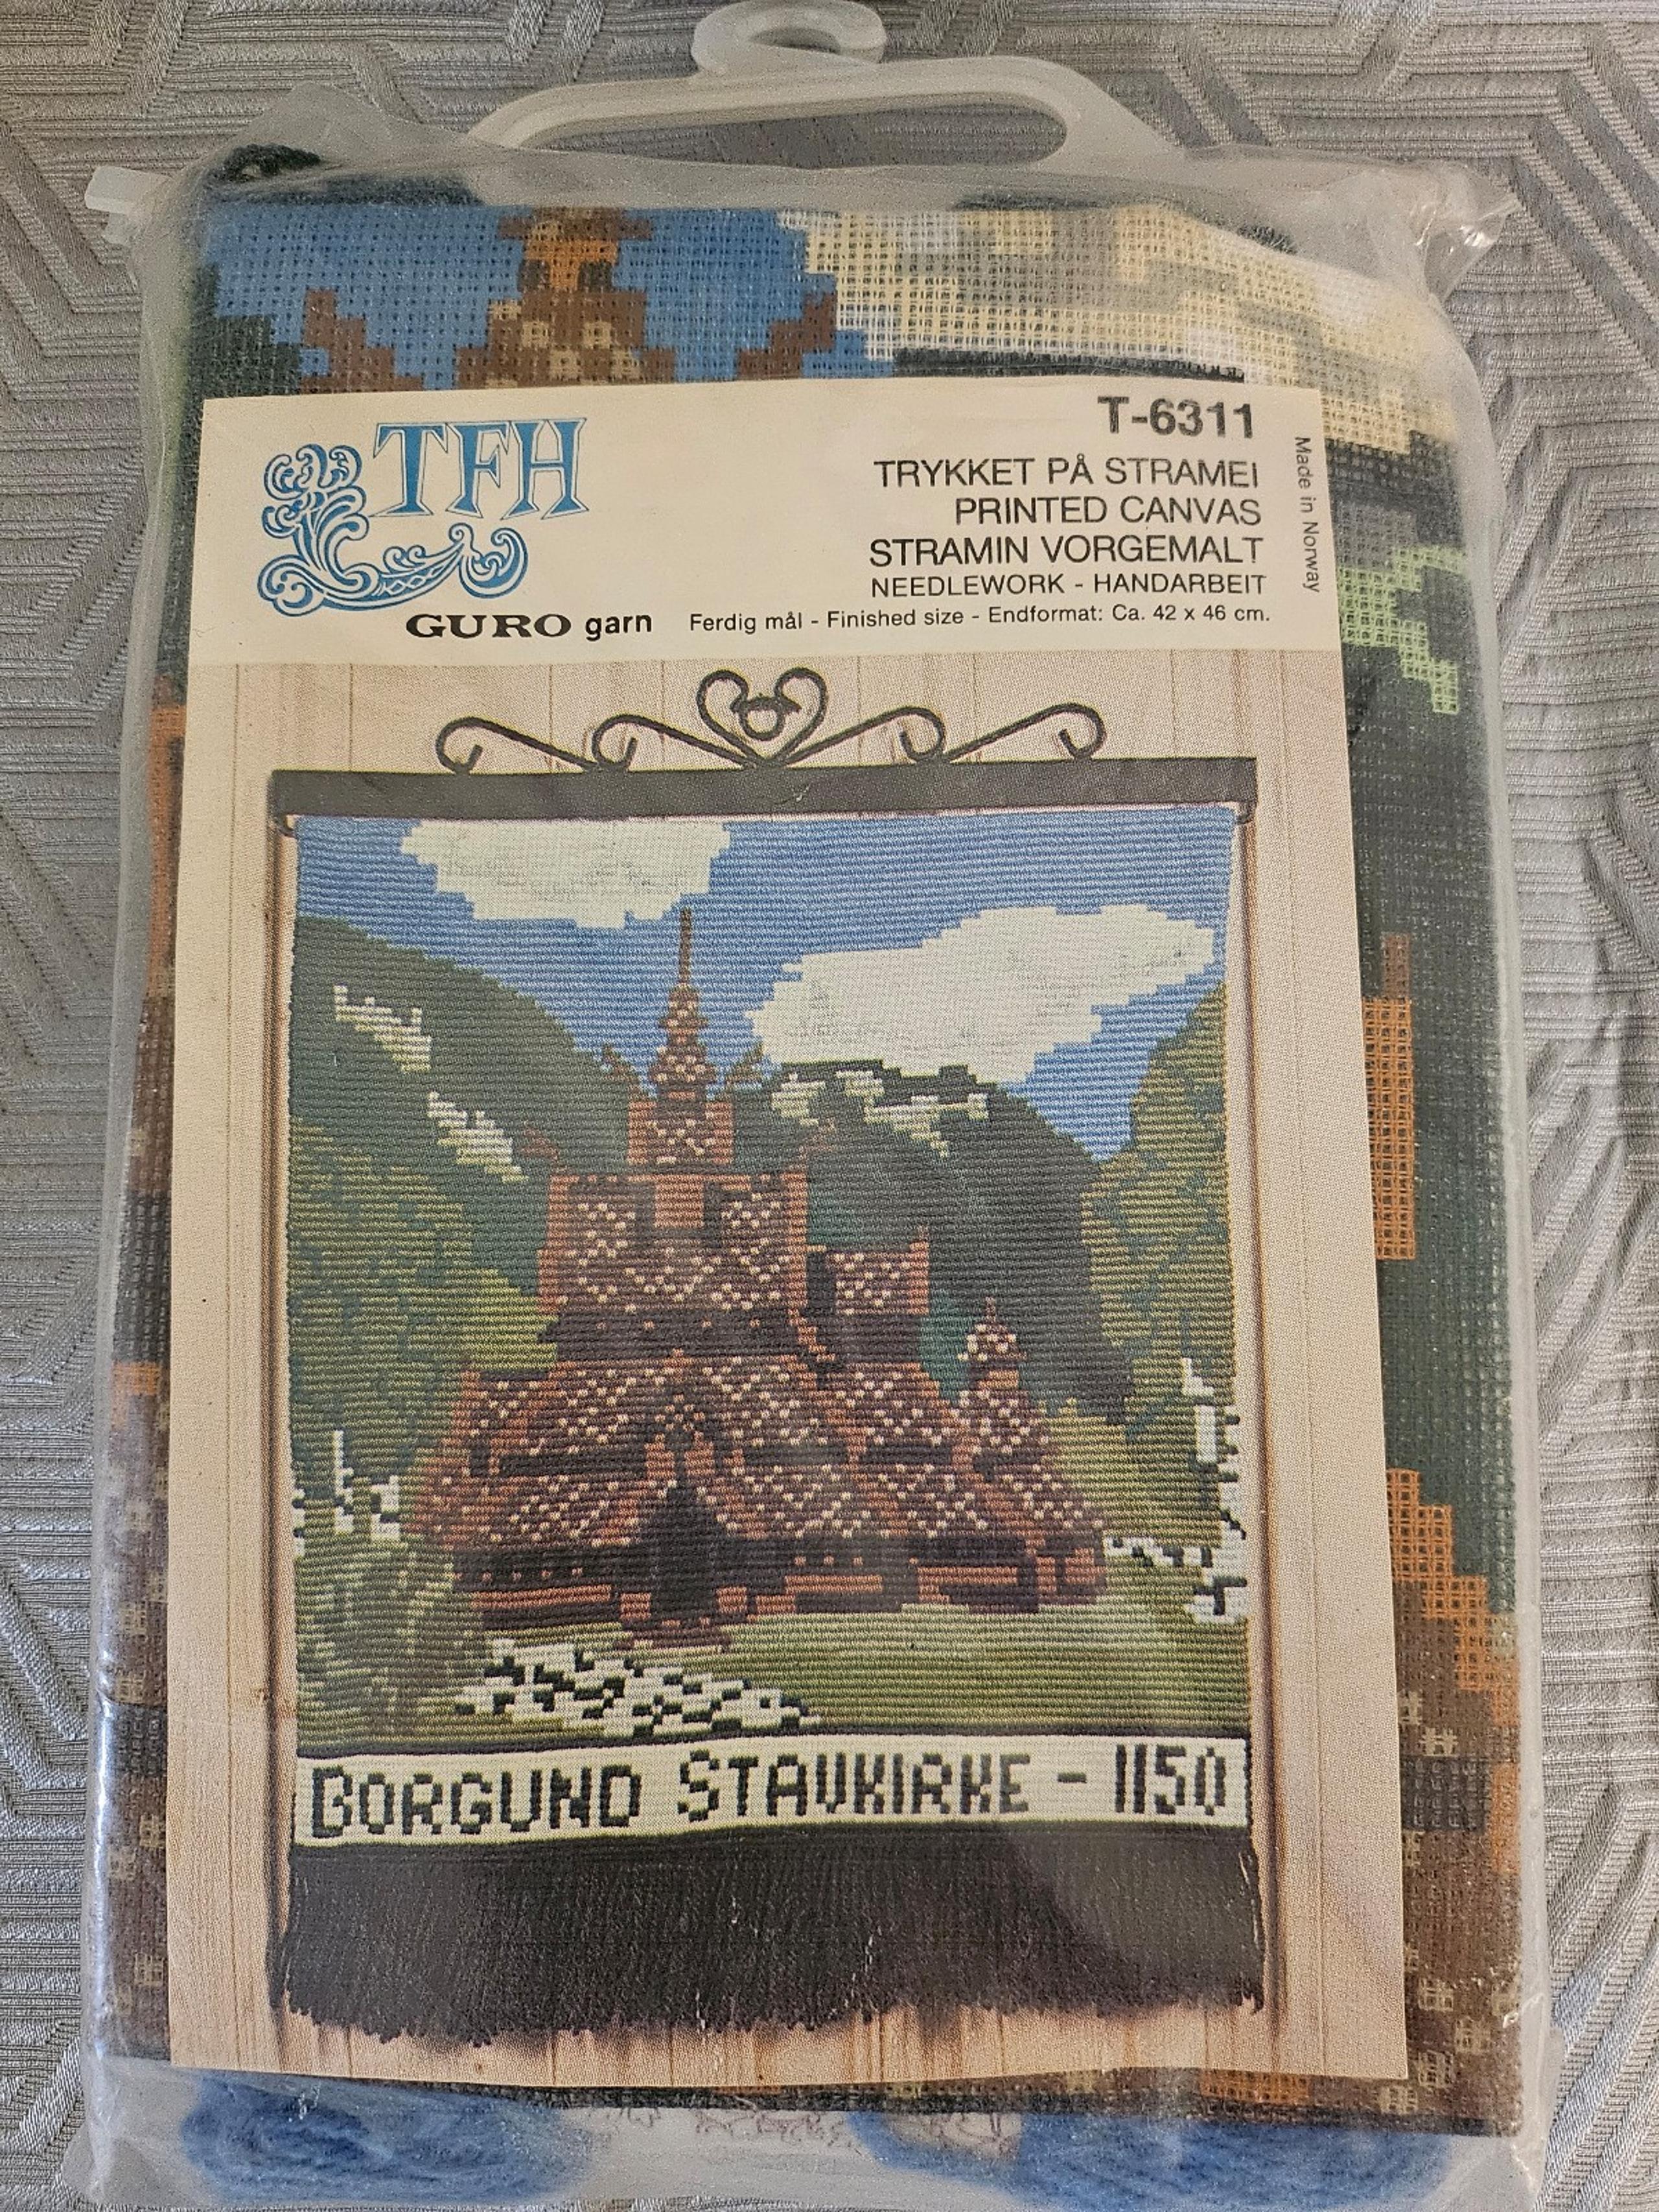 TFH
T-6311
TRYKKET PÅ STRAMEI
PRINTED CANVAS
STRAMIN VORGEMALT
NEEDLEWORK - HANDARBEIT
GURO garn
Ferdig mål - Finished size - Endformat: Ca. 42 x 46 cm.
Made in Norway
BORGUND STAVKIRKE - 1150